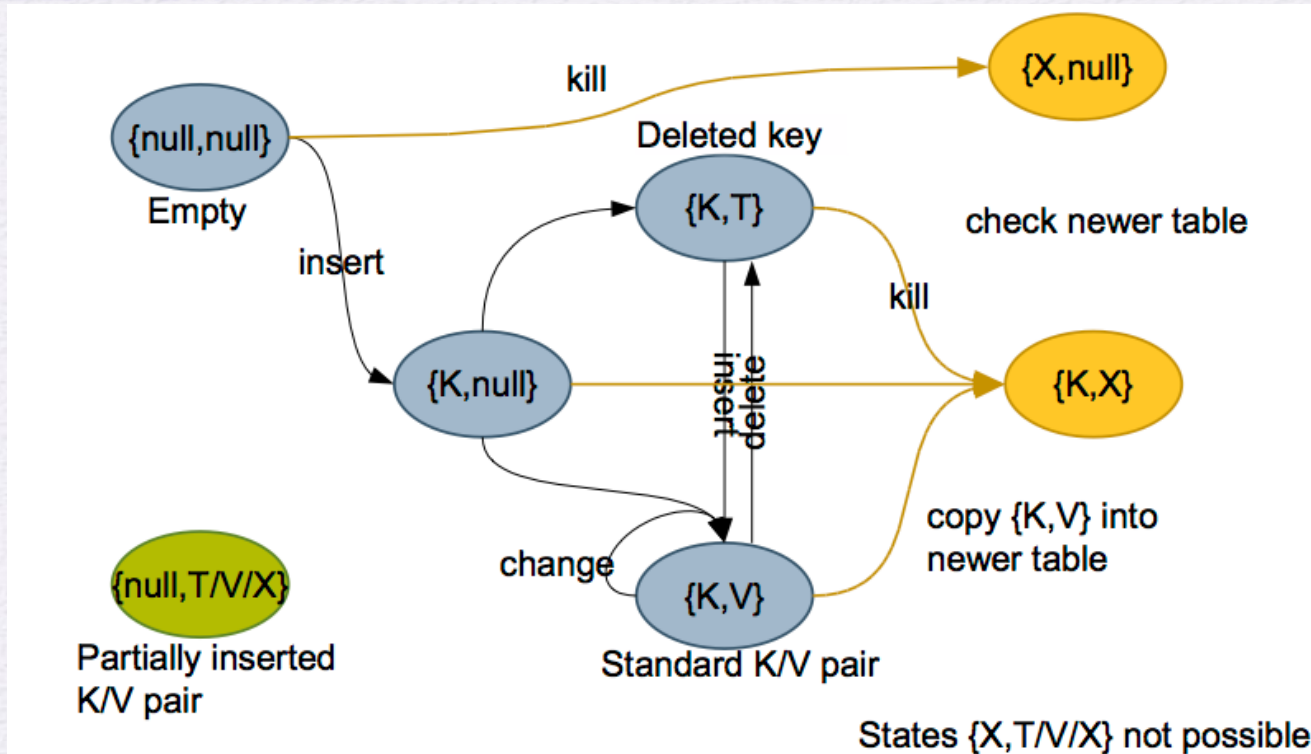 kill
{X,null}
{null,null}
Empty
Deleted key
{K,T}
check newer table
insert
kill
{K,null}
insert
delete
{K,X}
change
copy {K,V} into
newer table
{null,T/V/X}
{K,V}
Partially inserted
K/V pair
Standard K/V pair
States {X,T/V/X} not possible